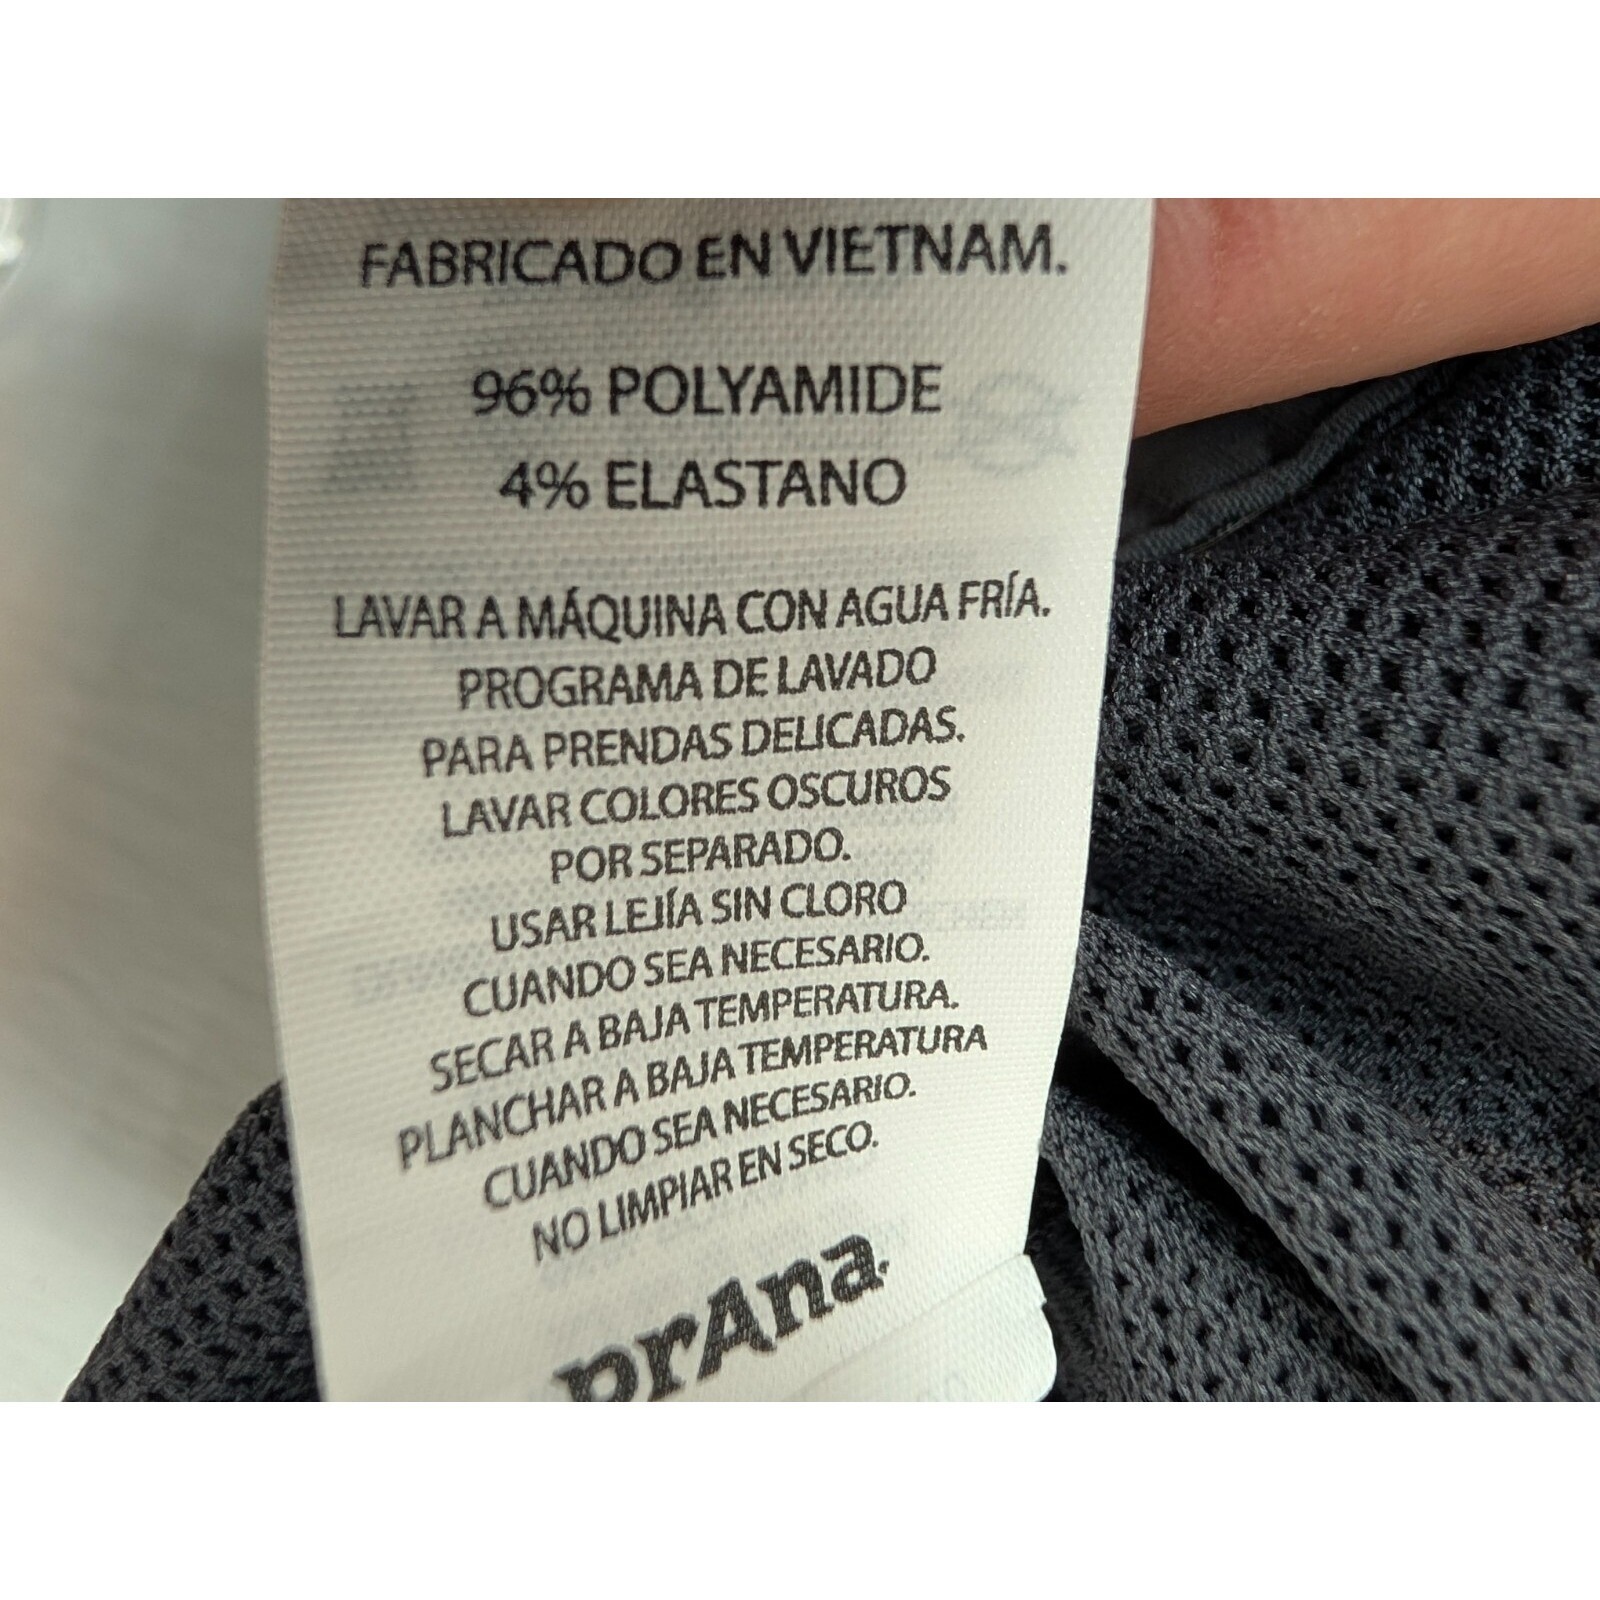 FABRICADO EN VIETNAM.
96% POLYAMIDE
4% ELASTANO
LAVAR A MÁQUINA CON AGUA FRÍA.
PROGRAMA DE LAVADO
PARA PRENDAS DELICADAS.
LAVAR COLORES OSCUROS
POR SEPARADO.
USAR LEJÍA SIN CLORO
CUANDO SEA NECESARIO.
SECAR A BAJA TEMPERATURA.
PLANCHAR A BAJA TEMPERATURA
CUANDO SEA NECESARIO.
NO LIMPIAR EN SECO.
prAna